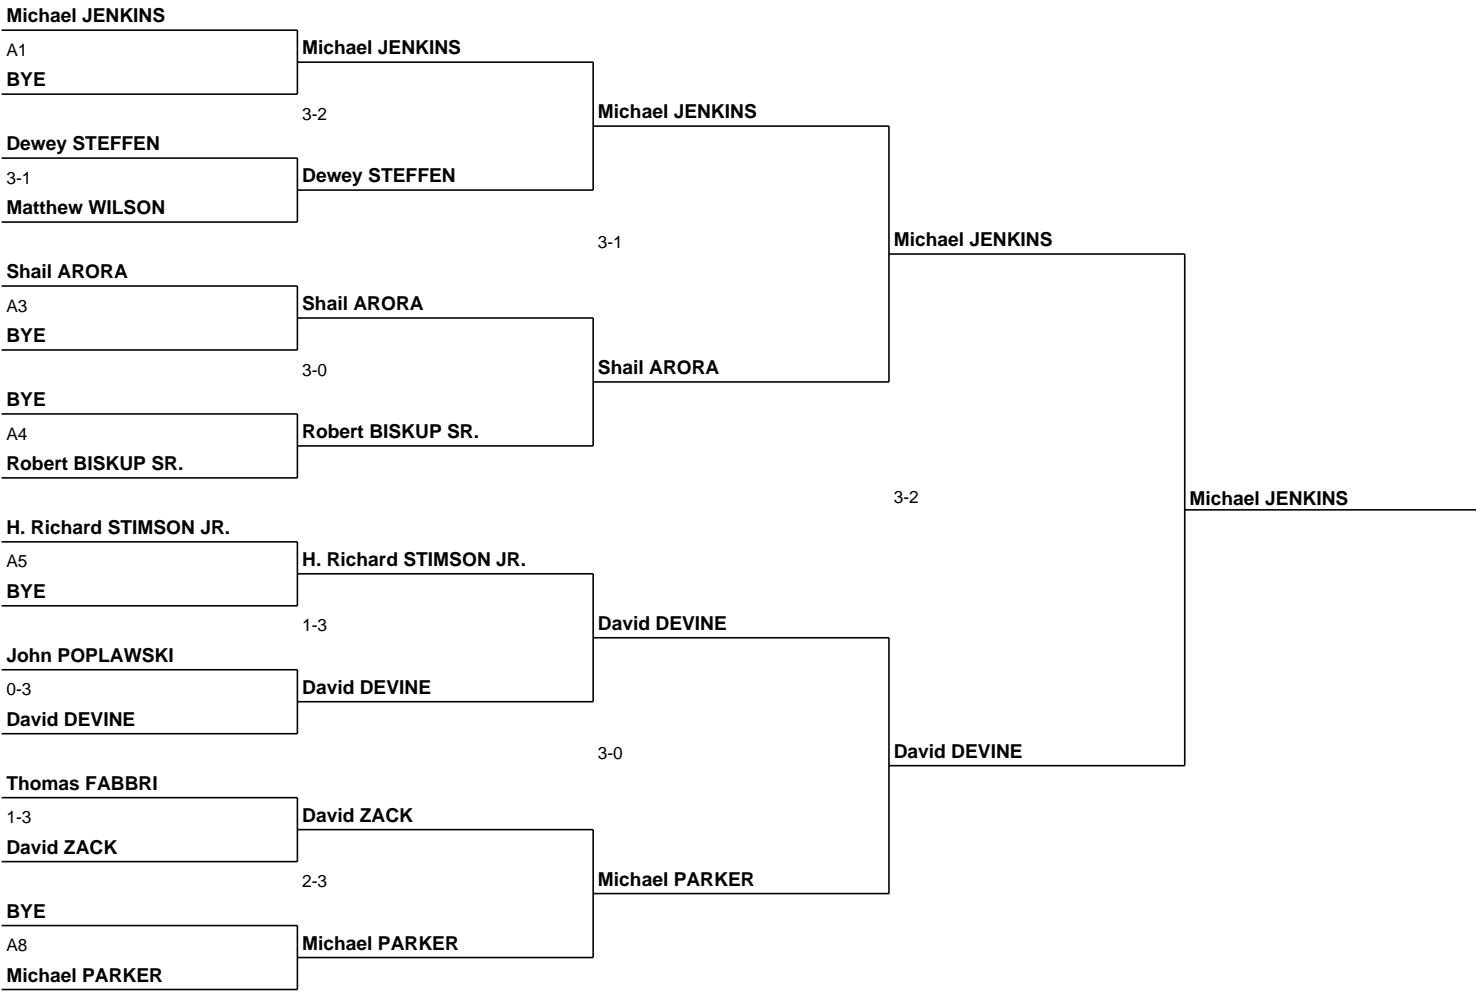 Michael JENKINS
A1
BYE
Michael JENKINS
3-2
Dewey STEFFEN
3-1
Matthew WILSON
Dewey STEFFEN
Michael JENKINS
3-1
Shail ARORA
A3
BYE
Shail ARORA
3-0
BYE
A4
Robert BISKUP SR.
Robert BISKUP SR.
Shail ARORA
Michael JENKINS
3-2
Michael JENKINS
H. Richard STIMSON JR.
A5
BYE
H. Richard STIMSON JR.
1-3
John POPLAWSKI
0-3
David DEVINE
David DEVINE
David DEVINE
3-0
Thomas FABBRI
1-3
David ZACK
David ZACK
2-3
BYE
A8
Michael PARKER
Michael PARKER
Michael PARKER
David DEVINE